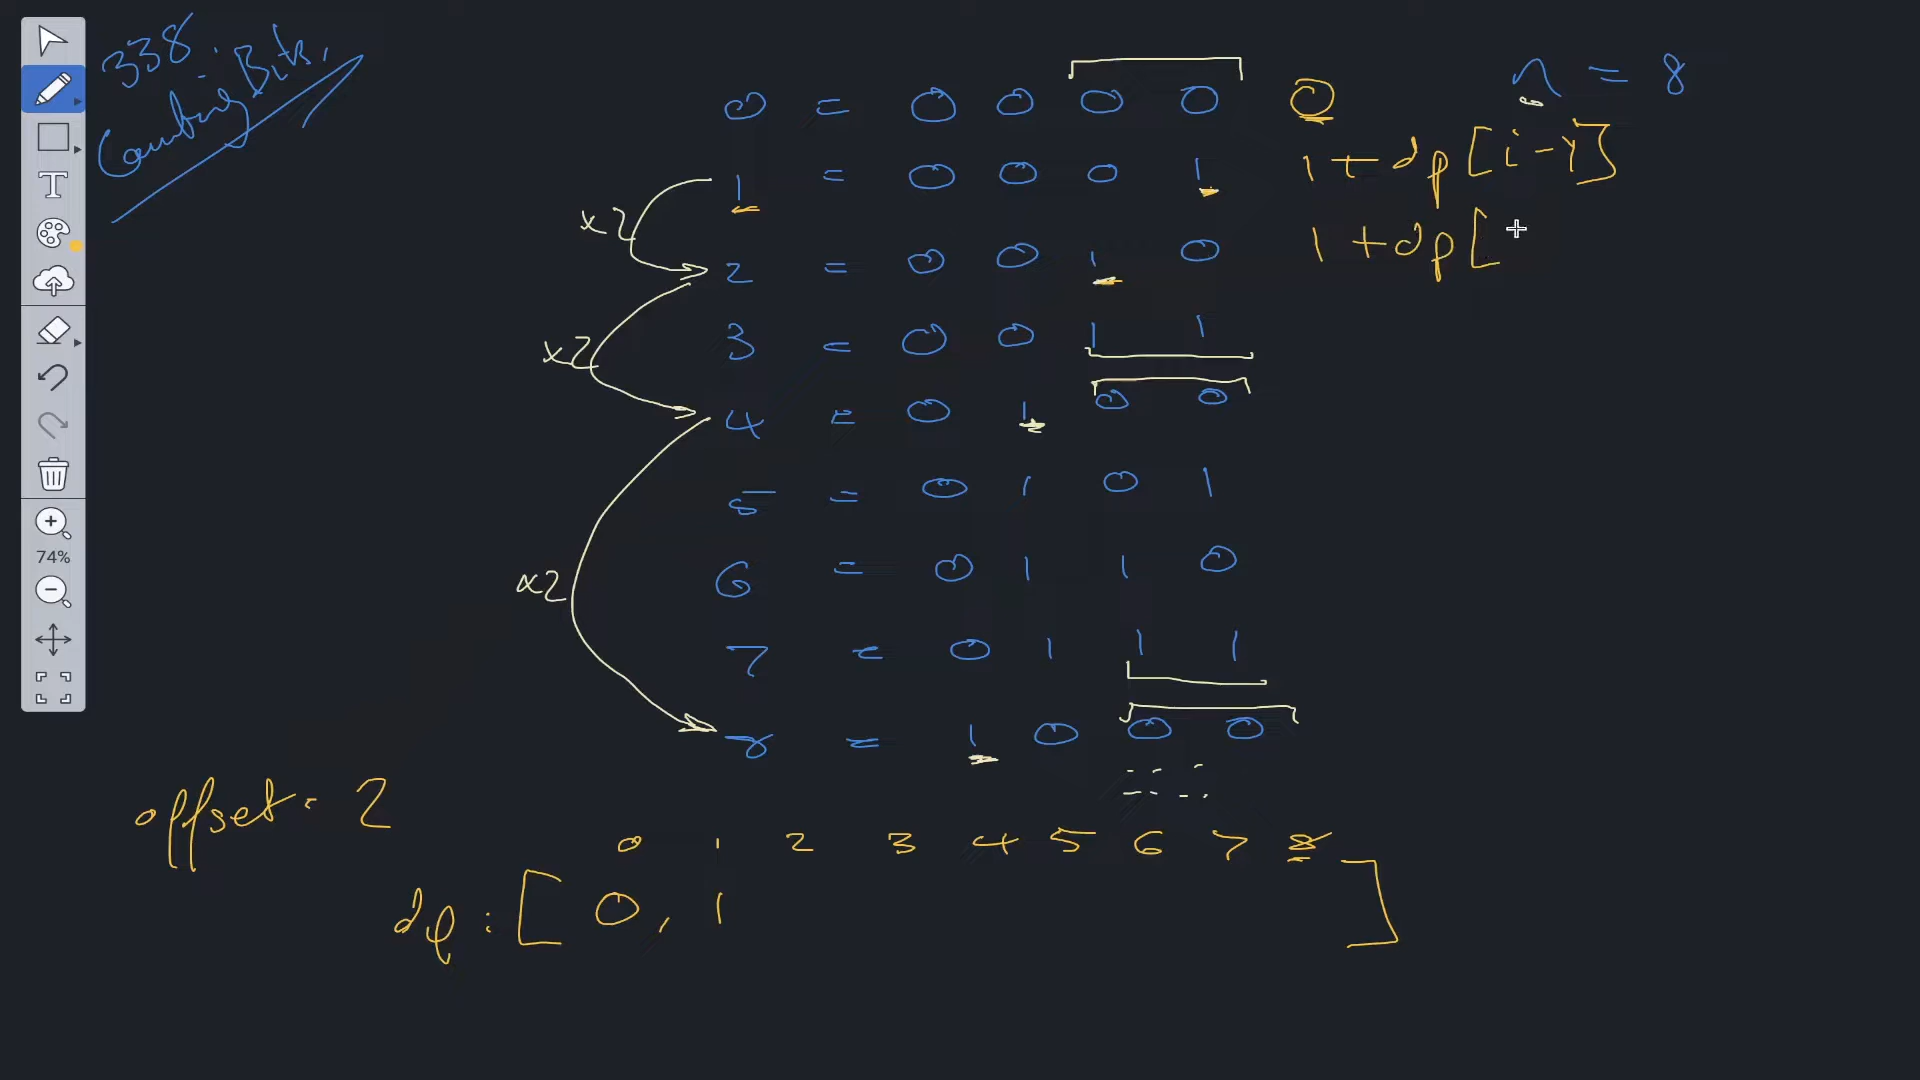 338.
Counting Bits.
n = 8
0 = 0 0 0 0 0
1 = 0 0 0 1 1 + dp[i-1]
x2
2 = 0 0 1 0 1 + dp[
x2
3 = 0 0 1 1
4 = 0 1 0 0
5 = 0 1 0 1
x2
6 = 0 1 1 0
7 = 0 1 1 1
8 = 1 0 0 0
offset = 2
0 1 2 3 4 5 6 7 8
dp : [ 0, 1 ]
74%